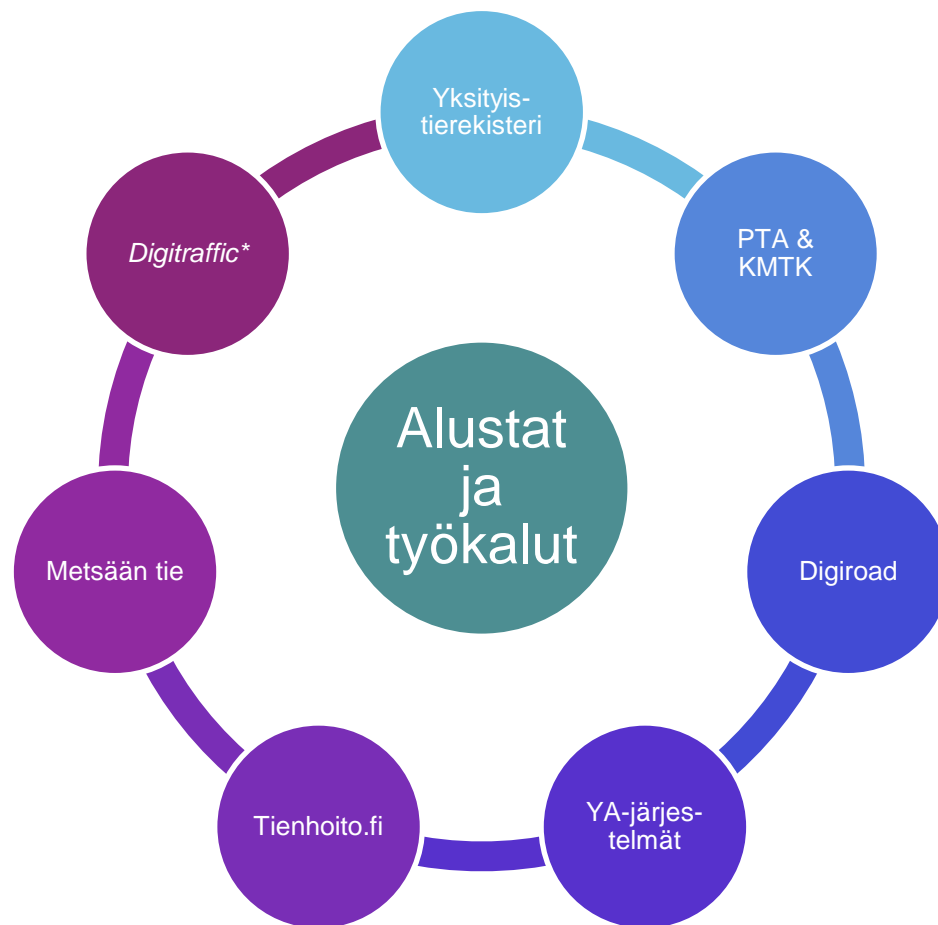 Yksityis-
tierekisteri
PTA &
KMTK
Digiroad
YA-järjes-
telmät
Tienhoito.fi
Metsään tie
Digitraffic*
Alustat
ja
työkalut